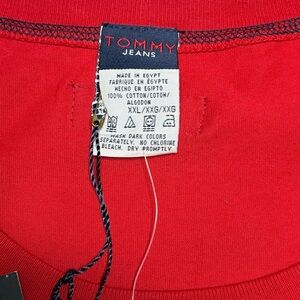 TOMMY
JEANS
MADE IN EGYPT
FABRIQUE EN EGYPTE
HECHO EN EGIPTO
100% COTTON/COTON/
ALGODON
XXL/XXG/XXG
WASH DARK COLORS
SEPARATELY. NO CHLORINE
BLEACH. DRY PROMPTLY